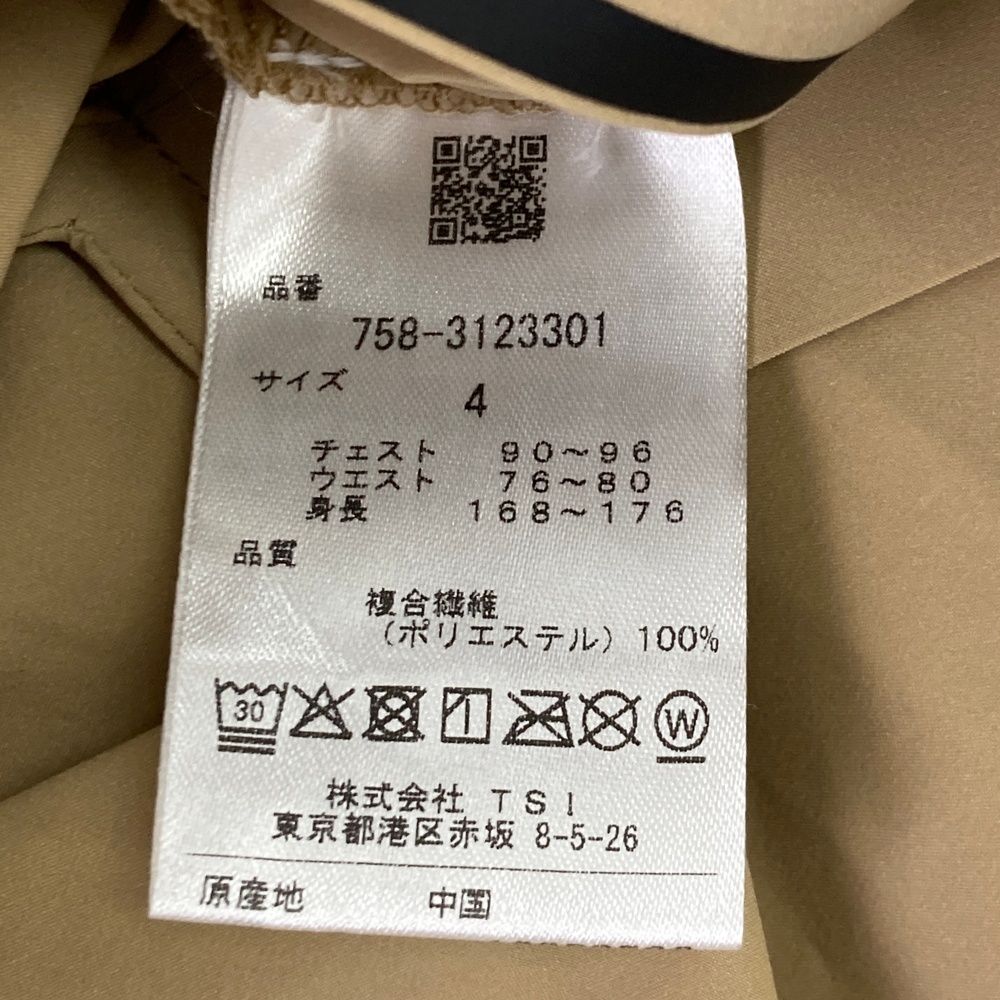 品番
758-3123301
サイズ
4
チェスト 90～96
ウエスト 76～80
身長 168～176
品質
複合繊維
（ポリエステル）100%
30
W
株式会社 TSI
東京都港区赤坂 8-5-26
原産地 中国